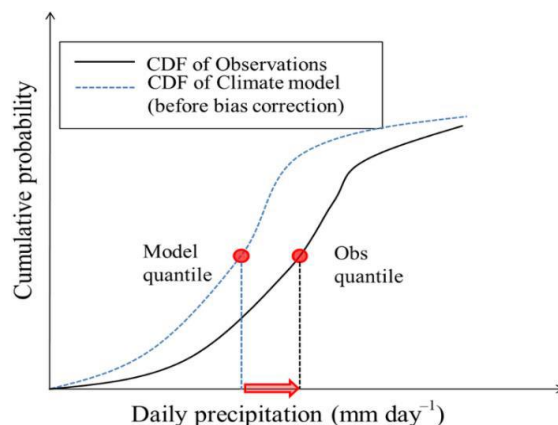 CDF of Observations
CDF of Climate model
(before bias correction)
Cumulative probability
Model
quantile
Obs
quantile
Daily precipitation (mm day⁻¹)